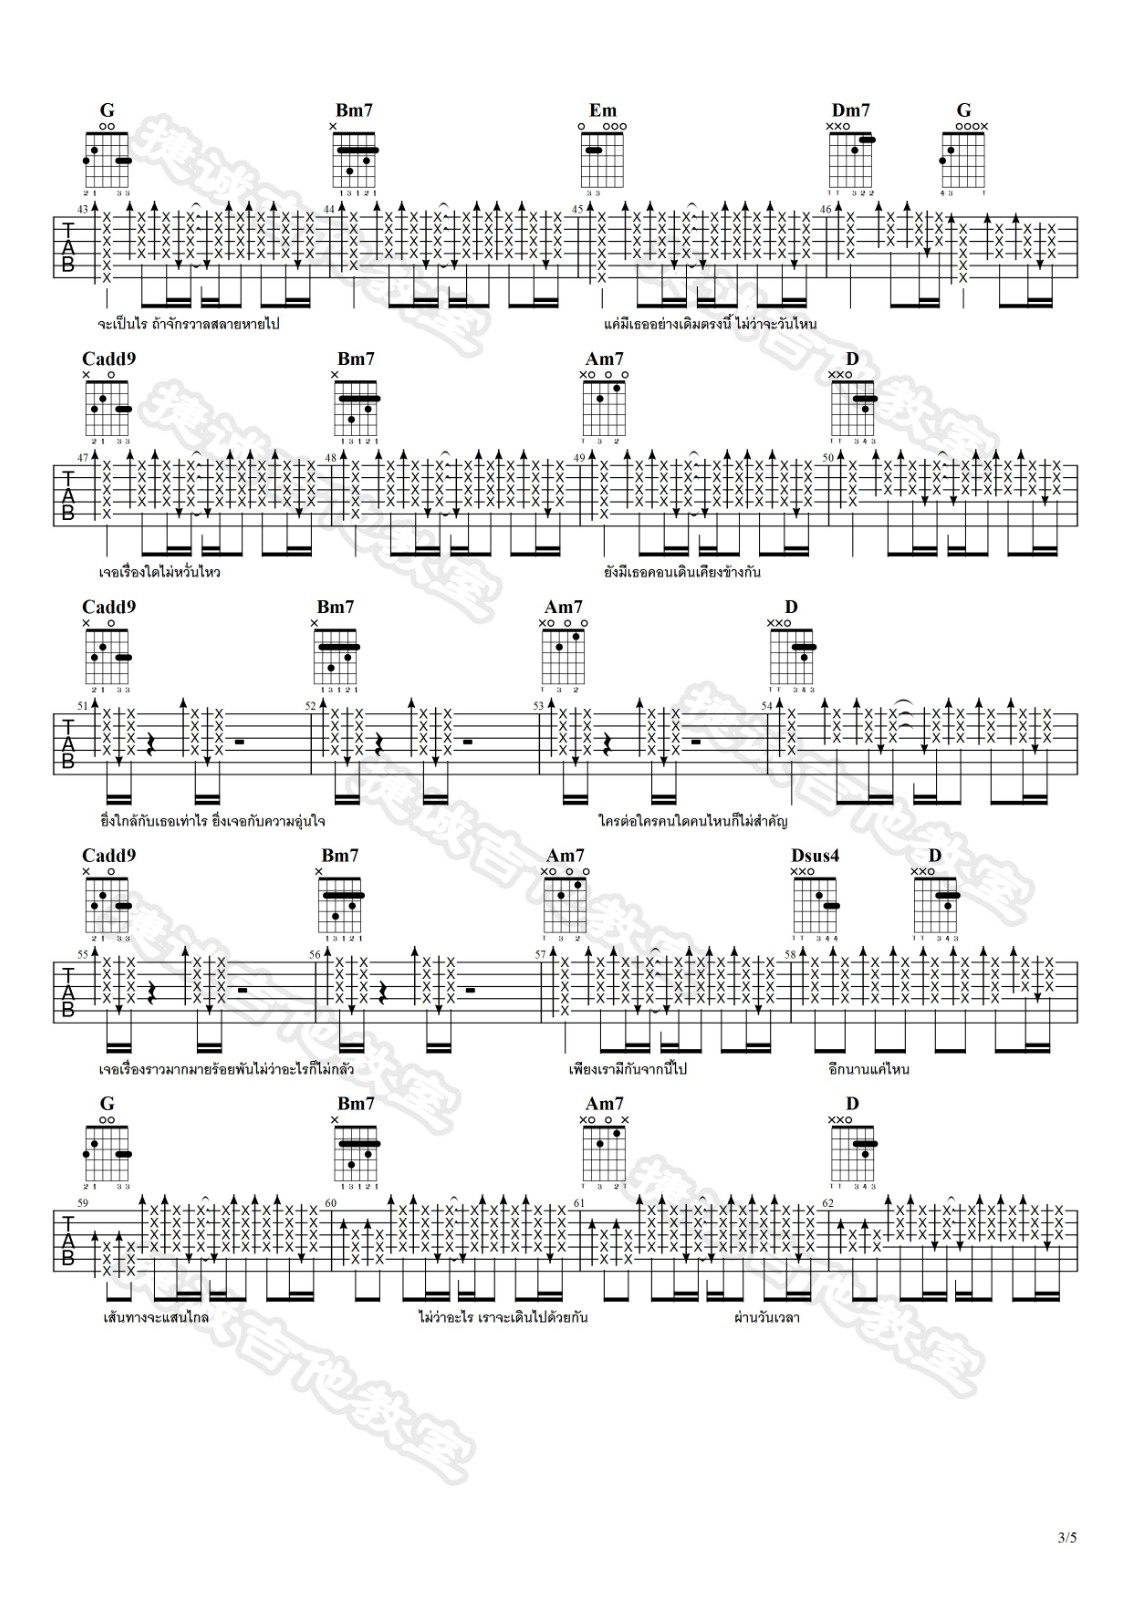 G Bm7 Em Dm7 G
43 44 45 46
จะเป็นไร ถ้าจักรวาลสลายหายไป แค่มีเธออย่างเดิมตรงนี้ ไม่ว่าจะวันไหน
Cadd9 Bm7 Am7 D
47 48 49 50
เจอเรื่องใดไม่หวั่นไหว ยังมีเธอคอนเดินเคียงข้างกัน
Cadd9 Bm7 Am7 D
51 52 53 54
ยิ่งใกล้กับเธอเท่าไร ยิ่งเจอกับความอุ่นใจ ใครต่อใครคนใดคนไหนก็ไม่สำคัญ
Cadd9 Bm7 Am7 Dsus4 D
55 56 57 58
เจอเรื่องราวมากมายร้อยพันไม่ว่าอะไรก็ไม่กลัว เพียงเรามีกันจากนี้ไป อีกนานแค่ไหน
G Bm7 Am7 D
59 60 61 62
เส้นทางจะแสนไกล ไม่ว่าอะไร เราจะเดินไปด้วยกัน ผ่านวันเวลา
3/5
捷诚吉他教室